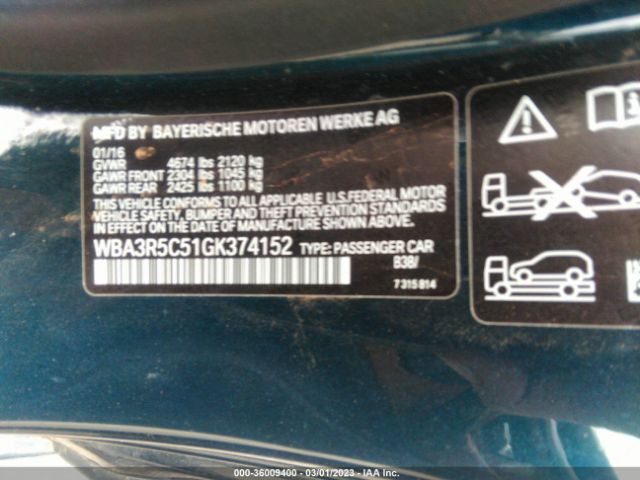 MFD BY BAYERISCHE MOTOREN WERKE AG
01/16
GVWR 4674 lbs 2120 kg
GAWR FRONT 2304 lbs 1045 kg
GAWR REAR 2425 lbs 1100 kg
THIS VEHICLE CONFORMS TO ALL APPLICABLE U.S.FEDERAL MOTOR
VEHICLE SAFETY, BUMPER AND THEFT PREVENTION STANDARDS
IN EFFECT ON THE DATE OF MANUFACTURE SHOWN ABOVE.
WBA3R5C51GK374152 TYPE: PASSENGER CAR
B38/
7315814
000-36009400 - 03/01/2023 - IAA Inc.